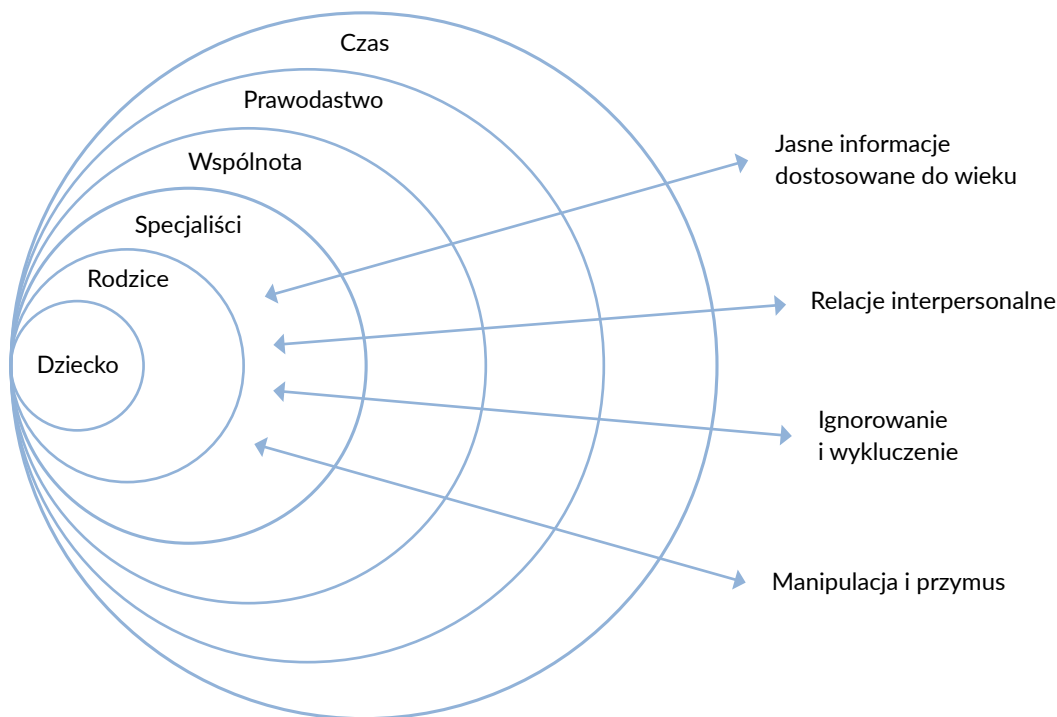 Czas
Prawodastwo
Wspólnota
Specjaliści
Rodzice
Dziecko
Jasne informacje
dostosowane do wieku
Relacje interpersonalne
Ignorowanie
i wykluczenie
Manipulacja i przymus